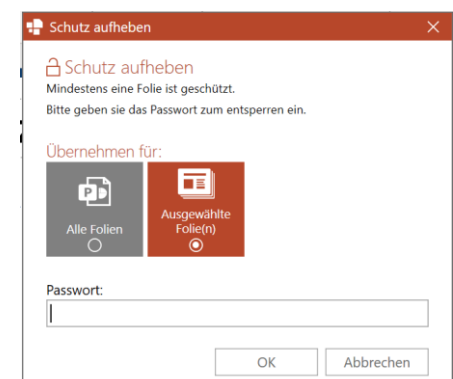 Schutz aufheben
Schutz aufheben
Mindestens eine Folie ist geschützt.
Bitte geben sie das Passwort zum entsperren ein.
Übernehmen für:
Alle Folien
Ausgewählte
Folie(n)
Passwort:
OK Abbrechen